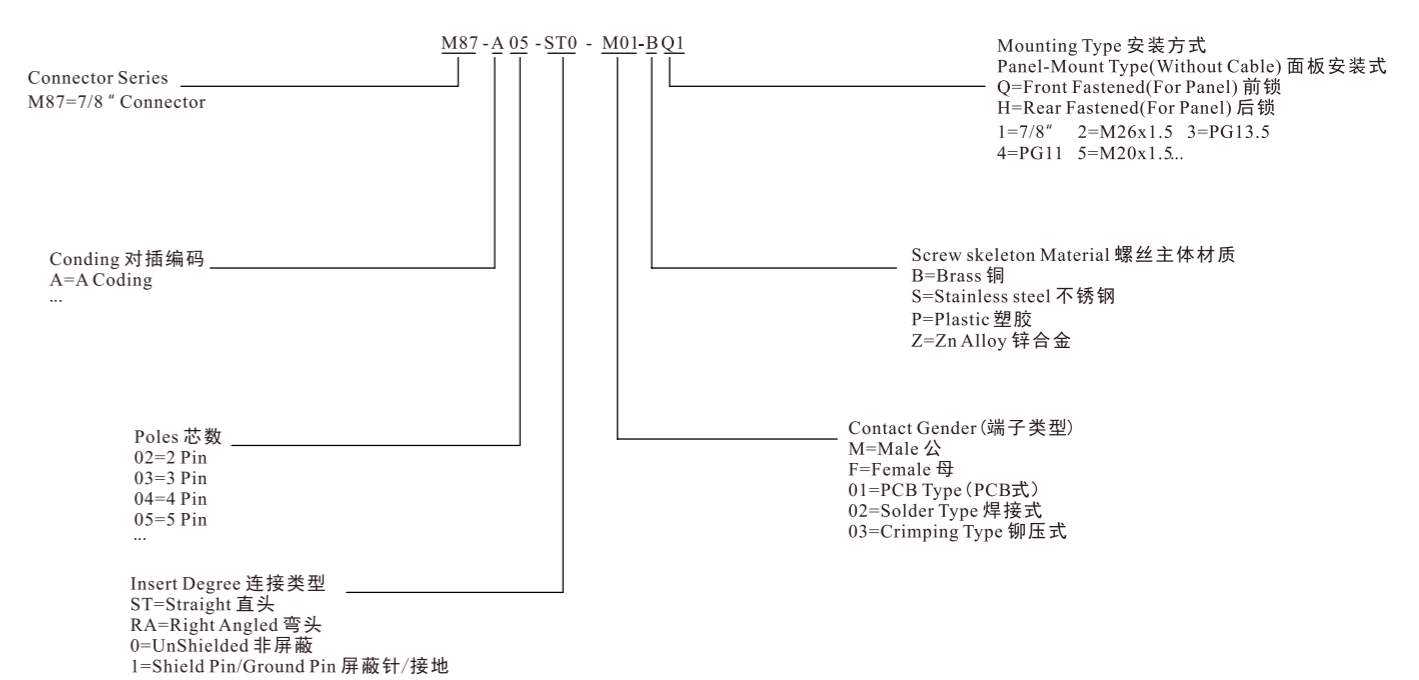 M87-A 05-ST0 - M01-BQ1
Connector Series
M87=7/8 " Connector
Mounting Type 安装方式
Panel-Mount Type(Without Cable) 面板安装式
Q=Front Fastened(For Panel) 前锁
H=Rear Fastened(For Panel) 后锁
1=7/8" 2=M26x1.5 3=PG13.5
4=PG11 5=M20x1.5...
Conding 对插编码
A=A Coding
...
Screw skeleton Material 螺丝主体材质
B=Brass 铜
S=Stainless steel 不锈钢
P=Plastic 塑胶
Z=Zn Alloy 锌合金
Poles 芯数
02=2 Pin
03=3 Pin
04=4 Pin
05=5 Pin
...
Contact Gender (端子类型)
M=Male 公
F=Female 母
01=PCB Type (PCB式)
02=Solder Type 焊接式
03=Crimping Type 铆压式
Insert Degree 连接类型
ST=Straight 直头
RA=Right Angled 弯头
0=UnShielded 非屏蔽
1=Shield Pin/Ground Pin 屏蔽针/接地